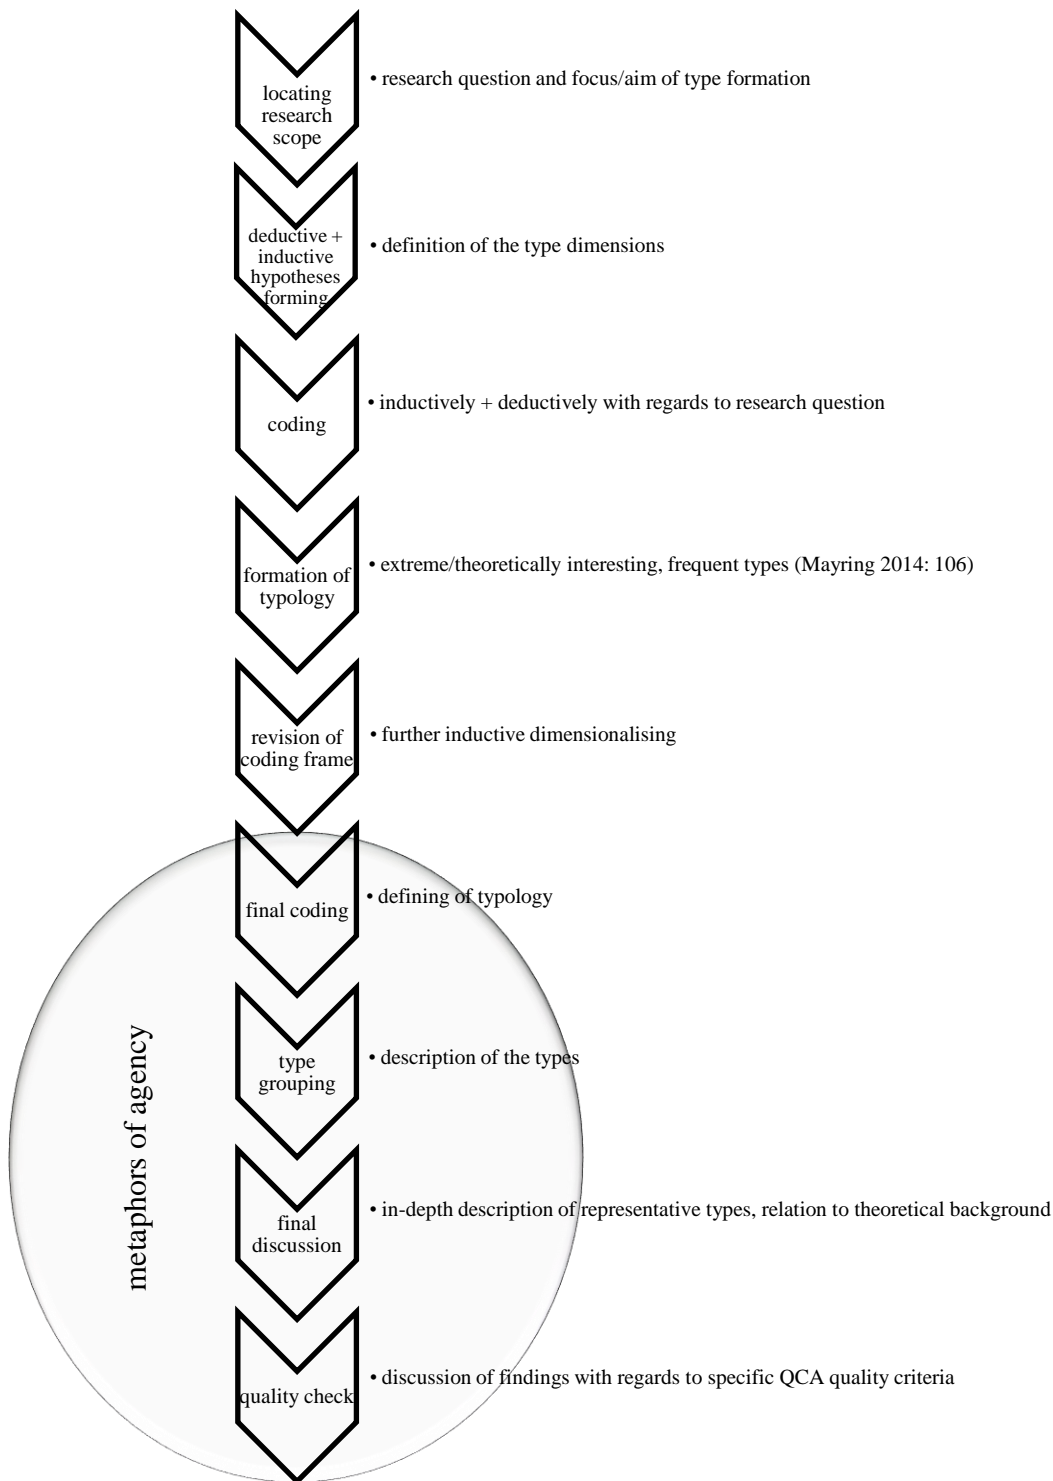 locating
research
scope
• research question and focus/aim of type formation
deductive +
inductive
hypotheses
forming
• definition of the type dimensions
coding
• inductively + deductively with regards to research question
formation of
typology
• extreme/theoretically interesting, frequent types (Mayring 2014: 106)
revision of
coding frame
• further inductive dimensionalising
final coding
• defining of typology
type
grouping
• description of the types
metaphors of agency
final
discussion
• in-depth description of representative types, relation to theoretical background
quality check
• discussion of findings with regards to specific QCA quality criteria